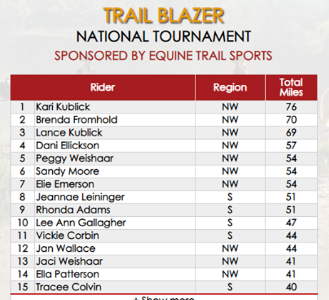 TRAIL BLAZER
NATIONAL TOURNAMENT
SPONSORED BY EQUINE TRAIL SPORTS
Rider Region Total Miles
1 Kari Kublick NW 76
2 Brenda Fromhold NW 70
3 Lance Kublick NW 69
4 Dani Ellickson NW 57
5 Peggy Weishaar NW 54
6 Sandy Moore NW 54
7 Elie Emerson NW 54
8 Jeannae Leininger S 51
9 Rhonda Adams S 51
10 Lee Ann Gallagher S 47
11 Vickie Corbin S 44
12 Jan Wallace NW 44
13 Jaci Weishaar NW 41
14 Ella Patterson NW 41
15 Tracee Colvin S 40
+ Show more